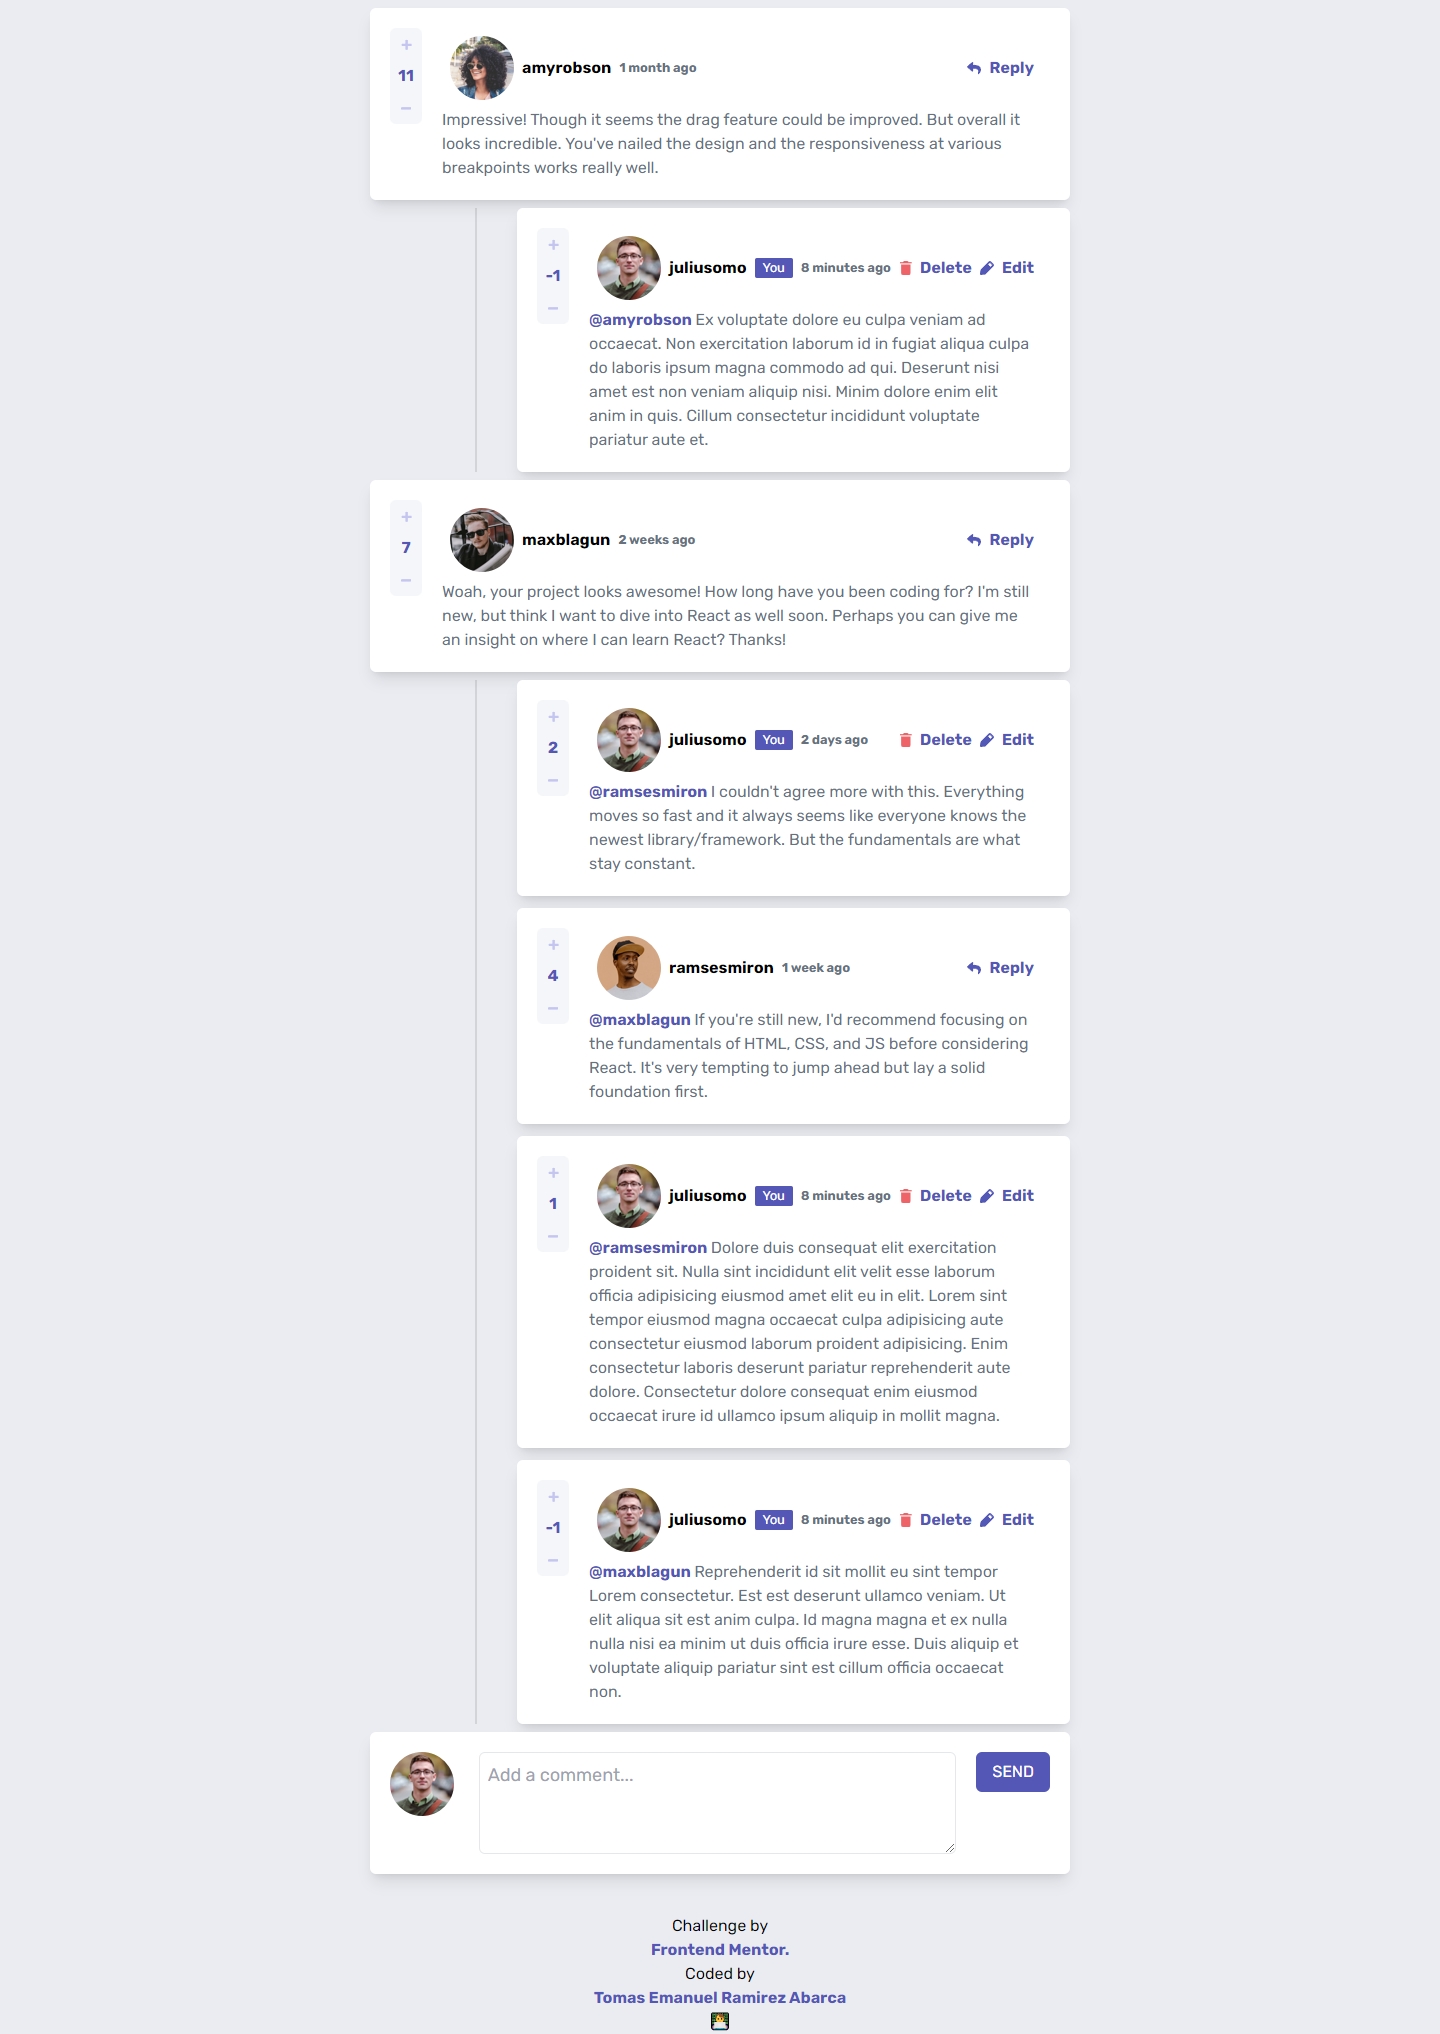 +
11
−
amyrobson 1 month ago Reply
Impressive! Though it seems the drag feature could be improved. But overall it
looks incredible. You've nailed the design and the responsiveness at various
breakpoints works really well.
+
-1
−
juliusomo You 8 minutes ago Delete Edit
@amyrobson Ex voluptate dolore eu culpa veniam ad
occaecat. Non exercitation laborum id in fugiat aliqua culpa
do laboris ipsum magna commodo ad qui. Deserunt nisi
amet est non veniam aliquip nisi. Minim dolore enim elit
anim in quis. Cillum consectetur incididunt voluptate
pariatur aute et.
+
7
−
maxblagun 2 weeks ago Reply
Woah, your project looks awesome! How long have you been coding for? I'm still
new, but think I want to dive into React as well soon. Perhaps you can give me
an insight on where I can learn React? Thanks!
+
2
−
juliusomo You 2 days ago Delete Edit
@ramsesmiron I couldn't agree more with this. Everything
moves so fast and it always seems like everyone knows the
newest library/framework. But the fundamentals are what
stay constant.
+
4
−
ramsesmiron 1 week ago Reply
@maxblagun If you're still new, I'd recommend focusing on
the fundamentals of HTML, CSS, and JS before considering
React. It's very tempting to jump ahead but lay a solid
foundation first.
+
1
−
juliusomo You 8 minutes ago Delete Edit
@ramsesmiron Dolore duis consequat elit exercitation
proident sit. Nulla sint incididunt elit velit esse laborum
officia adipisicing eiusmod amet elit eu in elit. Lorem sint
tempor eiusmod magna occaecat culpa adipisicing aute
consectetur eiusmod laborum proident adipisicing. Enim
consectetur laboris deserunt pariatur reprehenderit aute
dolore. Consectetur dolore consequat enim eiusmod
occaecat irure id ullamco ipsum aliquip in mollit magna.
+
-1
−
juliusomo You 8 minutes ago Delete Edit
@maxblagun Reprehenderit id sit mollit eu sint tempor
Lorem consectetur. Est est deserunt ullamco veniam. Ut
elit aliqua sit est anim culpa. Id magna magna et ex nulla
nulla nisi ea minim ut duis officia irure esse. Duis aliquip et
voluptate aliquip pariatur sint est cillum officia occaecat
non.
Add a comment... SEND
Challenge by
Frontend Mentor.
Coded by
Tomas Emanuel Ramirez Abarca